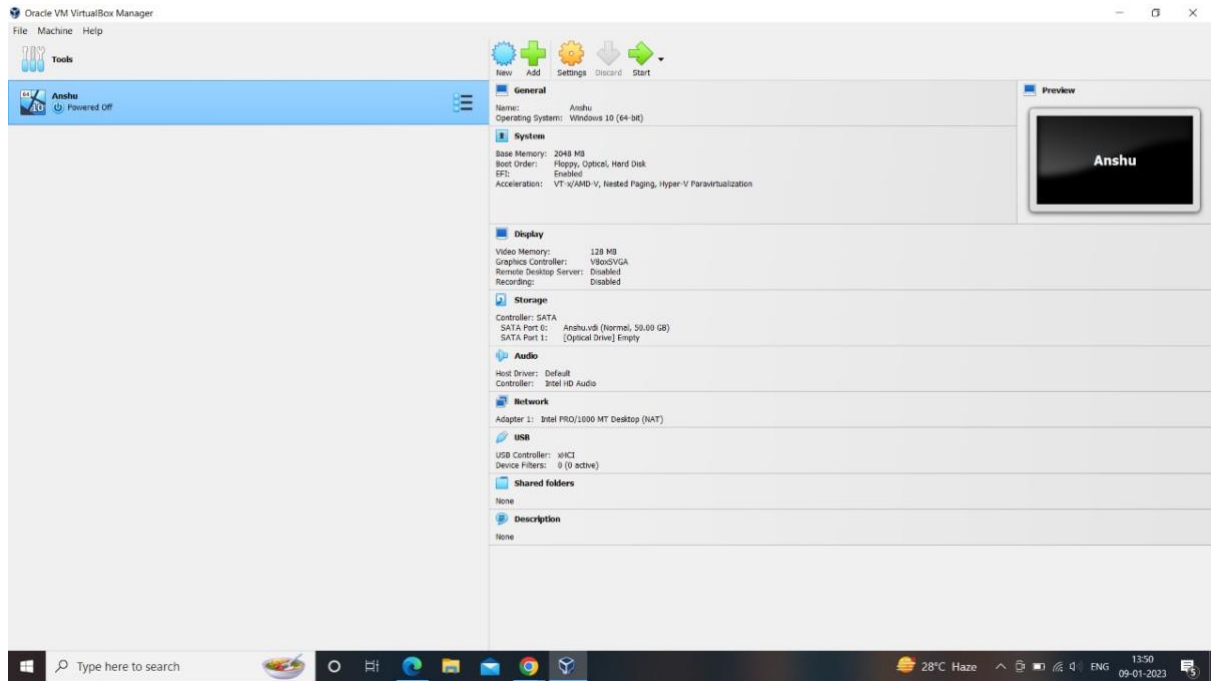 Oracle VM VirtualBox Manager
File Machine Help
Tools
New Add Settings Discard Start
Anshu
Powered Off
General
Name: Anshu
Operating System: Windows 10 (64-bit)
Preview
Anshu
System
Base Memory: 2048 MB
Boot Order: Floppy, Optical, Hard Disk
EFI: Enabled
Acceleration: VT-x/AMD-V, Nested Paging, Hyper-V Paravirtualization
Display
Video Memory: 128 MB
Graphics Controller: VBoxSVGA
Remote Desktop Server: Disabled
Recording: Disabled
Storage
Controller: SATA
SATA Port 0: Anshu.vdi (Normal, 50.00 GB)
SATA Port 1: [Optical Drive] Empty
Audio
Host Driver: Default
Controller: Intel HD Audio
Network
Adapter 1: Intel PRO/1000 MT Desktop (NAT)
USB
USB Controller: xHCI
Device Filters: 0 (0 active)
Shared folders
None
Description
None
Type here to search
28°C Haze
ENG
13:50
09-01-2023
5